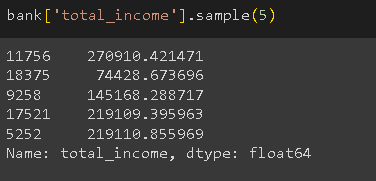 bank['total_income'].sample(5)
11756 270910.421471
18375 74428.673696
9258 145168.288717
17521 219109.395963
5252 219110.855969
Name: total_income, dtype: float64